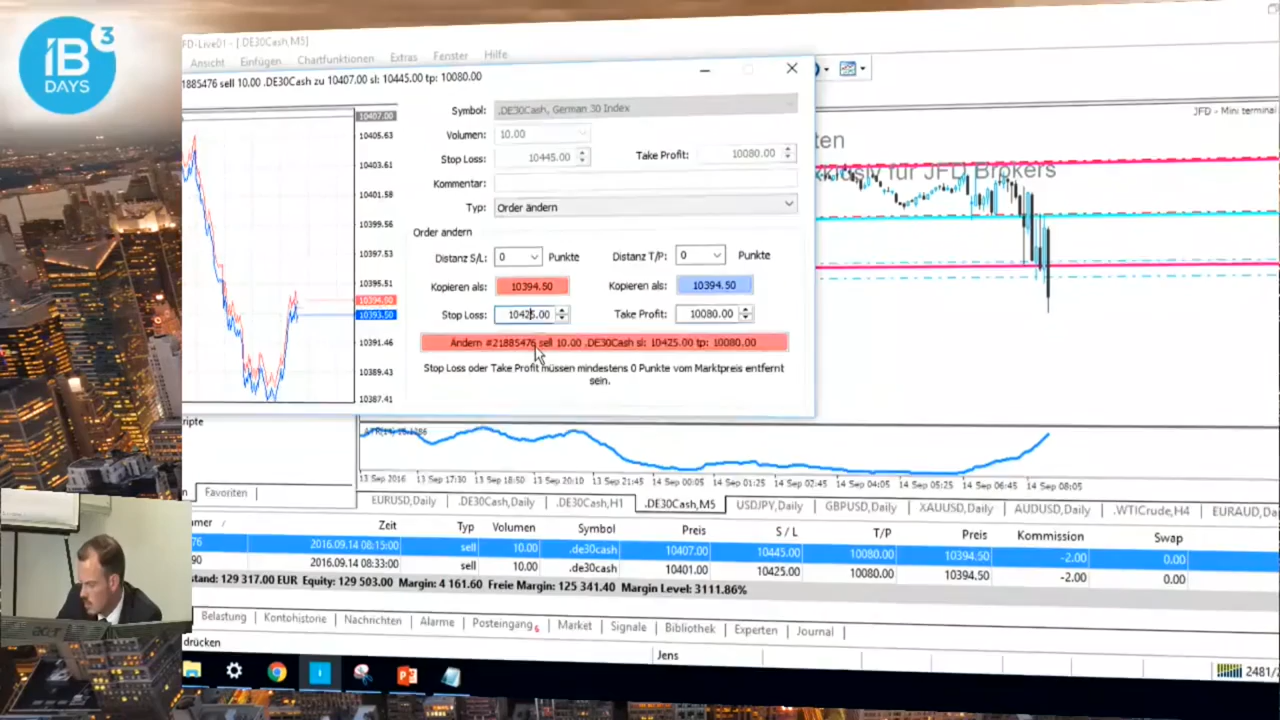 IB 3
DAYS
FD-Live01 - [.DE30Cash,M5]
Ansicht Einfügen Chartfunktionen Extras Fenster Hilfe
1885476 sell 10.00 .DE30Cash zu 10407.00 sl: 10445.00 tp: 10080.00
Symbol: .DE30Cash, German 30 Index
Volumen: 10.00
Stop Loss: 10445.00 Take Profit: 10080.00
Kommentar:
Typ: Order ändern
Order ändern
Distanz S/L: 0 Punkte Distanz T/P: 0 Punkte
Kopieren als: 10394.50 Kopieren als: 10394.50
Stop Loss: 10425.00 Take Profit: 10080.00
Ändern #21885476 sell 10.00 .DE30Cash sl: 10425.00 tp: 10080.00
Stop Loss oder Take Profit müssen mindestens 0 Punkte vom Marktpreis entfernt
sein.
10407.00
10405.63
10403.61
10401.58
10399.56
10397.53
10395.51
10394.50
10393.50
10391.46
10389.43
10387.41
JFD - Mini terminal
ten
xklusiv für JFD Brokers
ripte
n Favoriten
13 Sep 2016 13 Sep 17:30 13 Sep 18:50 13 Sep 20:10 13 Sep 21:45 14 Sep 00:05 14 Sep 01:25 14 Sep 02:45 14 Sep 04:05 14 Sep 05:25 14 Sep 06:45 14 Sep 08:05
EURUSD,Daily .DE30Cash,Daily .DE30Cash,H1 .DE30Cash,M5 USDJPY,Daily GBPUSD,Daily XAUUSD,Daily AUDUSD,Daily .WTICrude,H4 EURAUD,Da
mer / Zeit Typ Volumen Symbol Preis S / L T/P Preis Kommission Swap
76 2016.09.14 08:15:00 sell 10.00 .de30cash 10407.00 10445.00 10080.00 10394.50 -2.00 0.00
90 2016.09.14 08:33:00 sell 10.00 .de30cash 10401.00 10425.00 10080.00 10394.50 -2.00 0.00
stand: 129 317.00 EUR Equity: 129 503.00 Margin: 4 161.60 Freie Margin: 125 341.40 Margin Level: 3111.86%
Belastung Kontohistorie Nachrichten Alarme Posteingang 6 Market Signale Bibliothek Experten Journal
drücken
Jens
2481/
acer